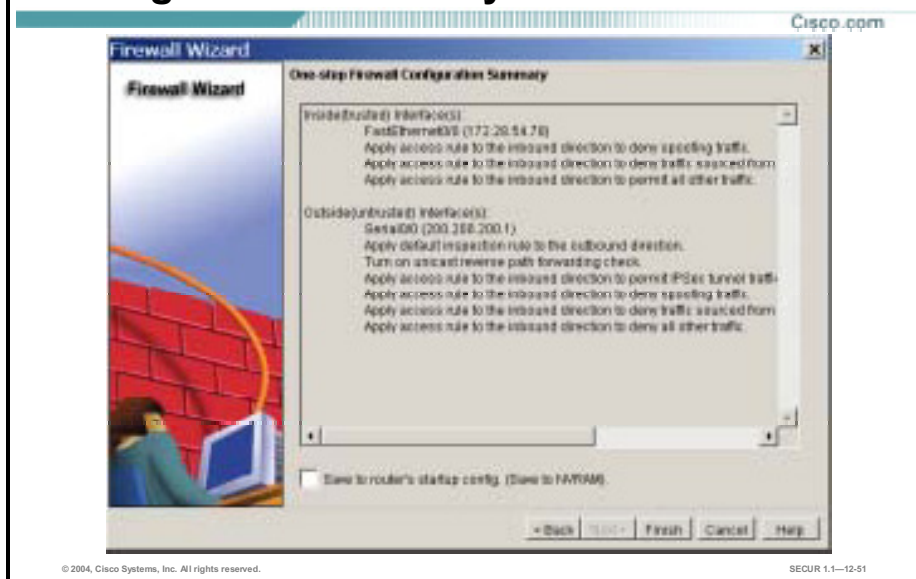 Cisco.com
Firewall Wizard
Firewall Wizard
One-step Firewall Configuration Summary
Inside(trusted) Interface(s):
FastEthernet0/0 (172.28.54.78)
Apply access rule to the inbound direction to deny spoofing traffic.
Apply access rule to the inbound direction to deny traffic sourced from
Apply access rule to the inbound direction to permit all other traffic.
Outside(untrusted) Interface(s):
Serial0/0 (200.200.200.1)
Apply default inspection rule to the outbound direction.
Turn on unicast reverse path forwarding check.
Apply access rule to the inbound direction to permit IPSec tunnel traffi
Apply access rule to the inbound direction to deny spoofing traffic.
Apply access rule to the inbound direction to deny traffic sourced from
Apply access rule to the inbound direction to deny all other traffic.
Save to router's startup config. (Save to NVRAM)
< Back Next > Finish Cancel Help
© 2004, Cisco Systems, Inc. All rights reserved.
SECUR 1.1—12-51